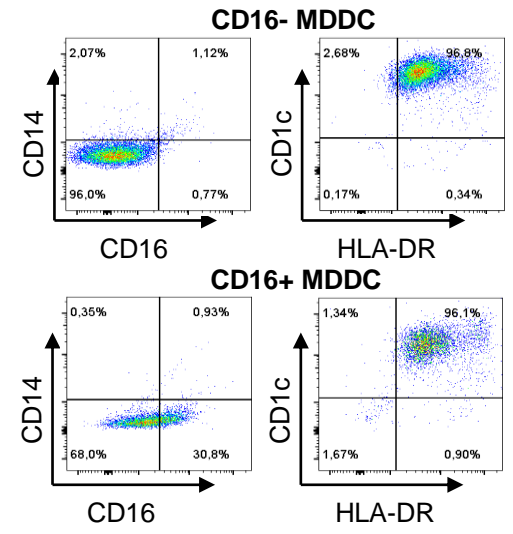 CD16- MDDC
2,07% 1,12% 2,68% 96,8%
CD14 CD1c
96,0% 0,77% 0,17% 0,34%
CD16 HLA-DR
CD16+ MDDC
0,35% 0,93% 1,34% 96,1%
CD14 CD1c
68,0% 30,8% 1,67% 0,90%
CD16 HLA-DR